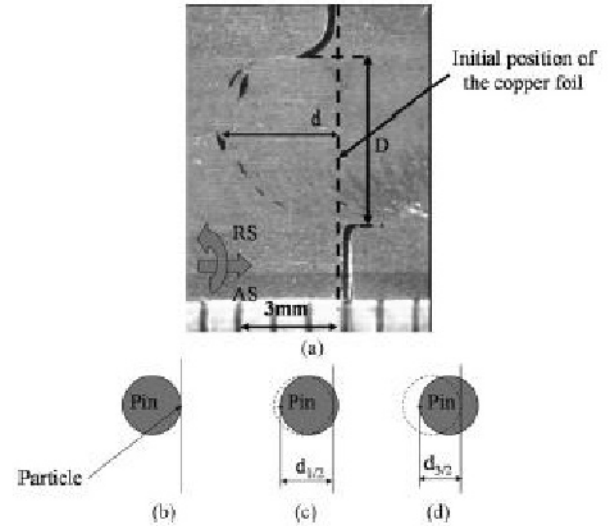 Initial position of
the copper foil
d
D
RS
AS
3mm
(a)
Pin
Pin
Pin
Particle
d1/2
d3/2
(b)
(c)
(d)